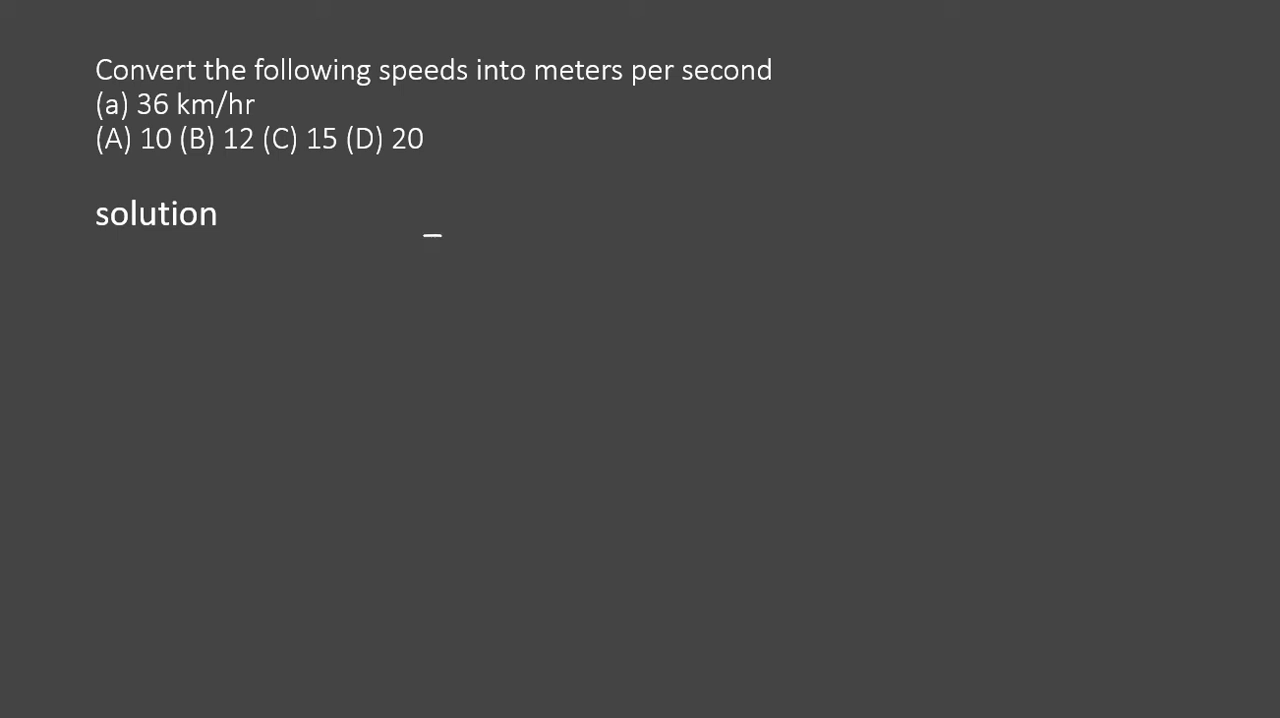 Convert the following speeds into meters per second
(a) 36 km/hr
(A) 10 (B) 12 (C) 15 (D) 20
solution